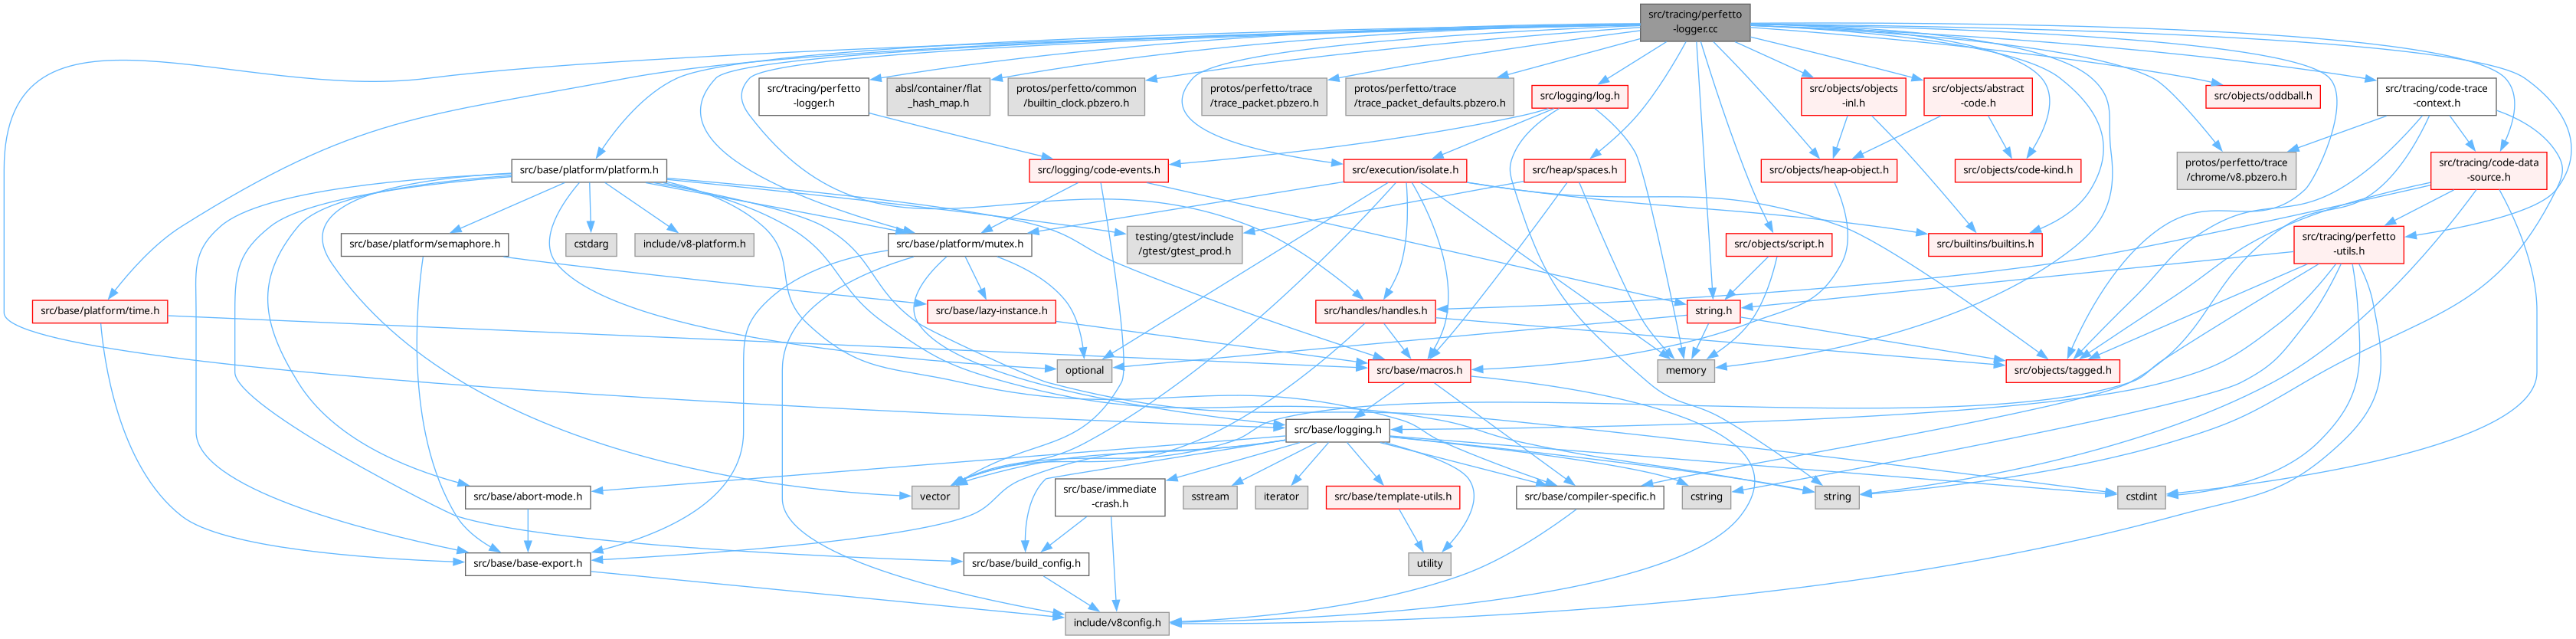 src/tracing/perfetto
-logger.cc
src/tracing/perfetto
-logger.h
absl/container/flat
_hash_map.h
protos/perfetto/common
/builtin_clock.pbzero.h
protos/perfetto/trace
/trace_packet.pbzero.h
protos/perfetto/trace
/trace_packet_defaults.pbzero.h
src/logging/log.h
src/objects/objects
-inl.h
src/objects/abstract
-code.h
src/objects/oddball.h
src/tracing/code-trace
-context.h
src/base/platform/platform.h
src/logging/code-events.h
src/execution/isolate.h
src/heap/spaces.h
src/objects/heap-object.h
src/objects/code-kind.h
protos/perfetto/trace
/chrome/v8.pbzero.h
src/tracing/code-data
-source.h
src/base/platform/semaphore.h
cstdarg
include/v8-platform.h
src/base/platform/mutex.h
testing/gtest/include
/gtest/gtest_prod.h
src/objects/script.h
src/builtins/builtins.h
src/tracing/perfetto
-utils.h
src/base/platform/time.h
src/base/lazy-instance.h
src/handles/handles.h
string.h
optional
src/base/macros.h
memory
src/objects/tagged.h
src/base/logging.h
src/base/abort-mode.h
vector
src/base/immediate
-crash.h
sstream
iterator
src/base/template-utils.h
src/base/compiler-specific.h
cstring
string
cstdint
src/base/base-export.h
src/base/build_config.h
utility
include/v8config.h